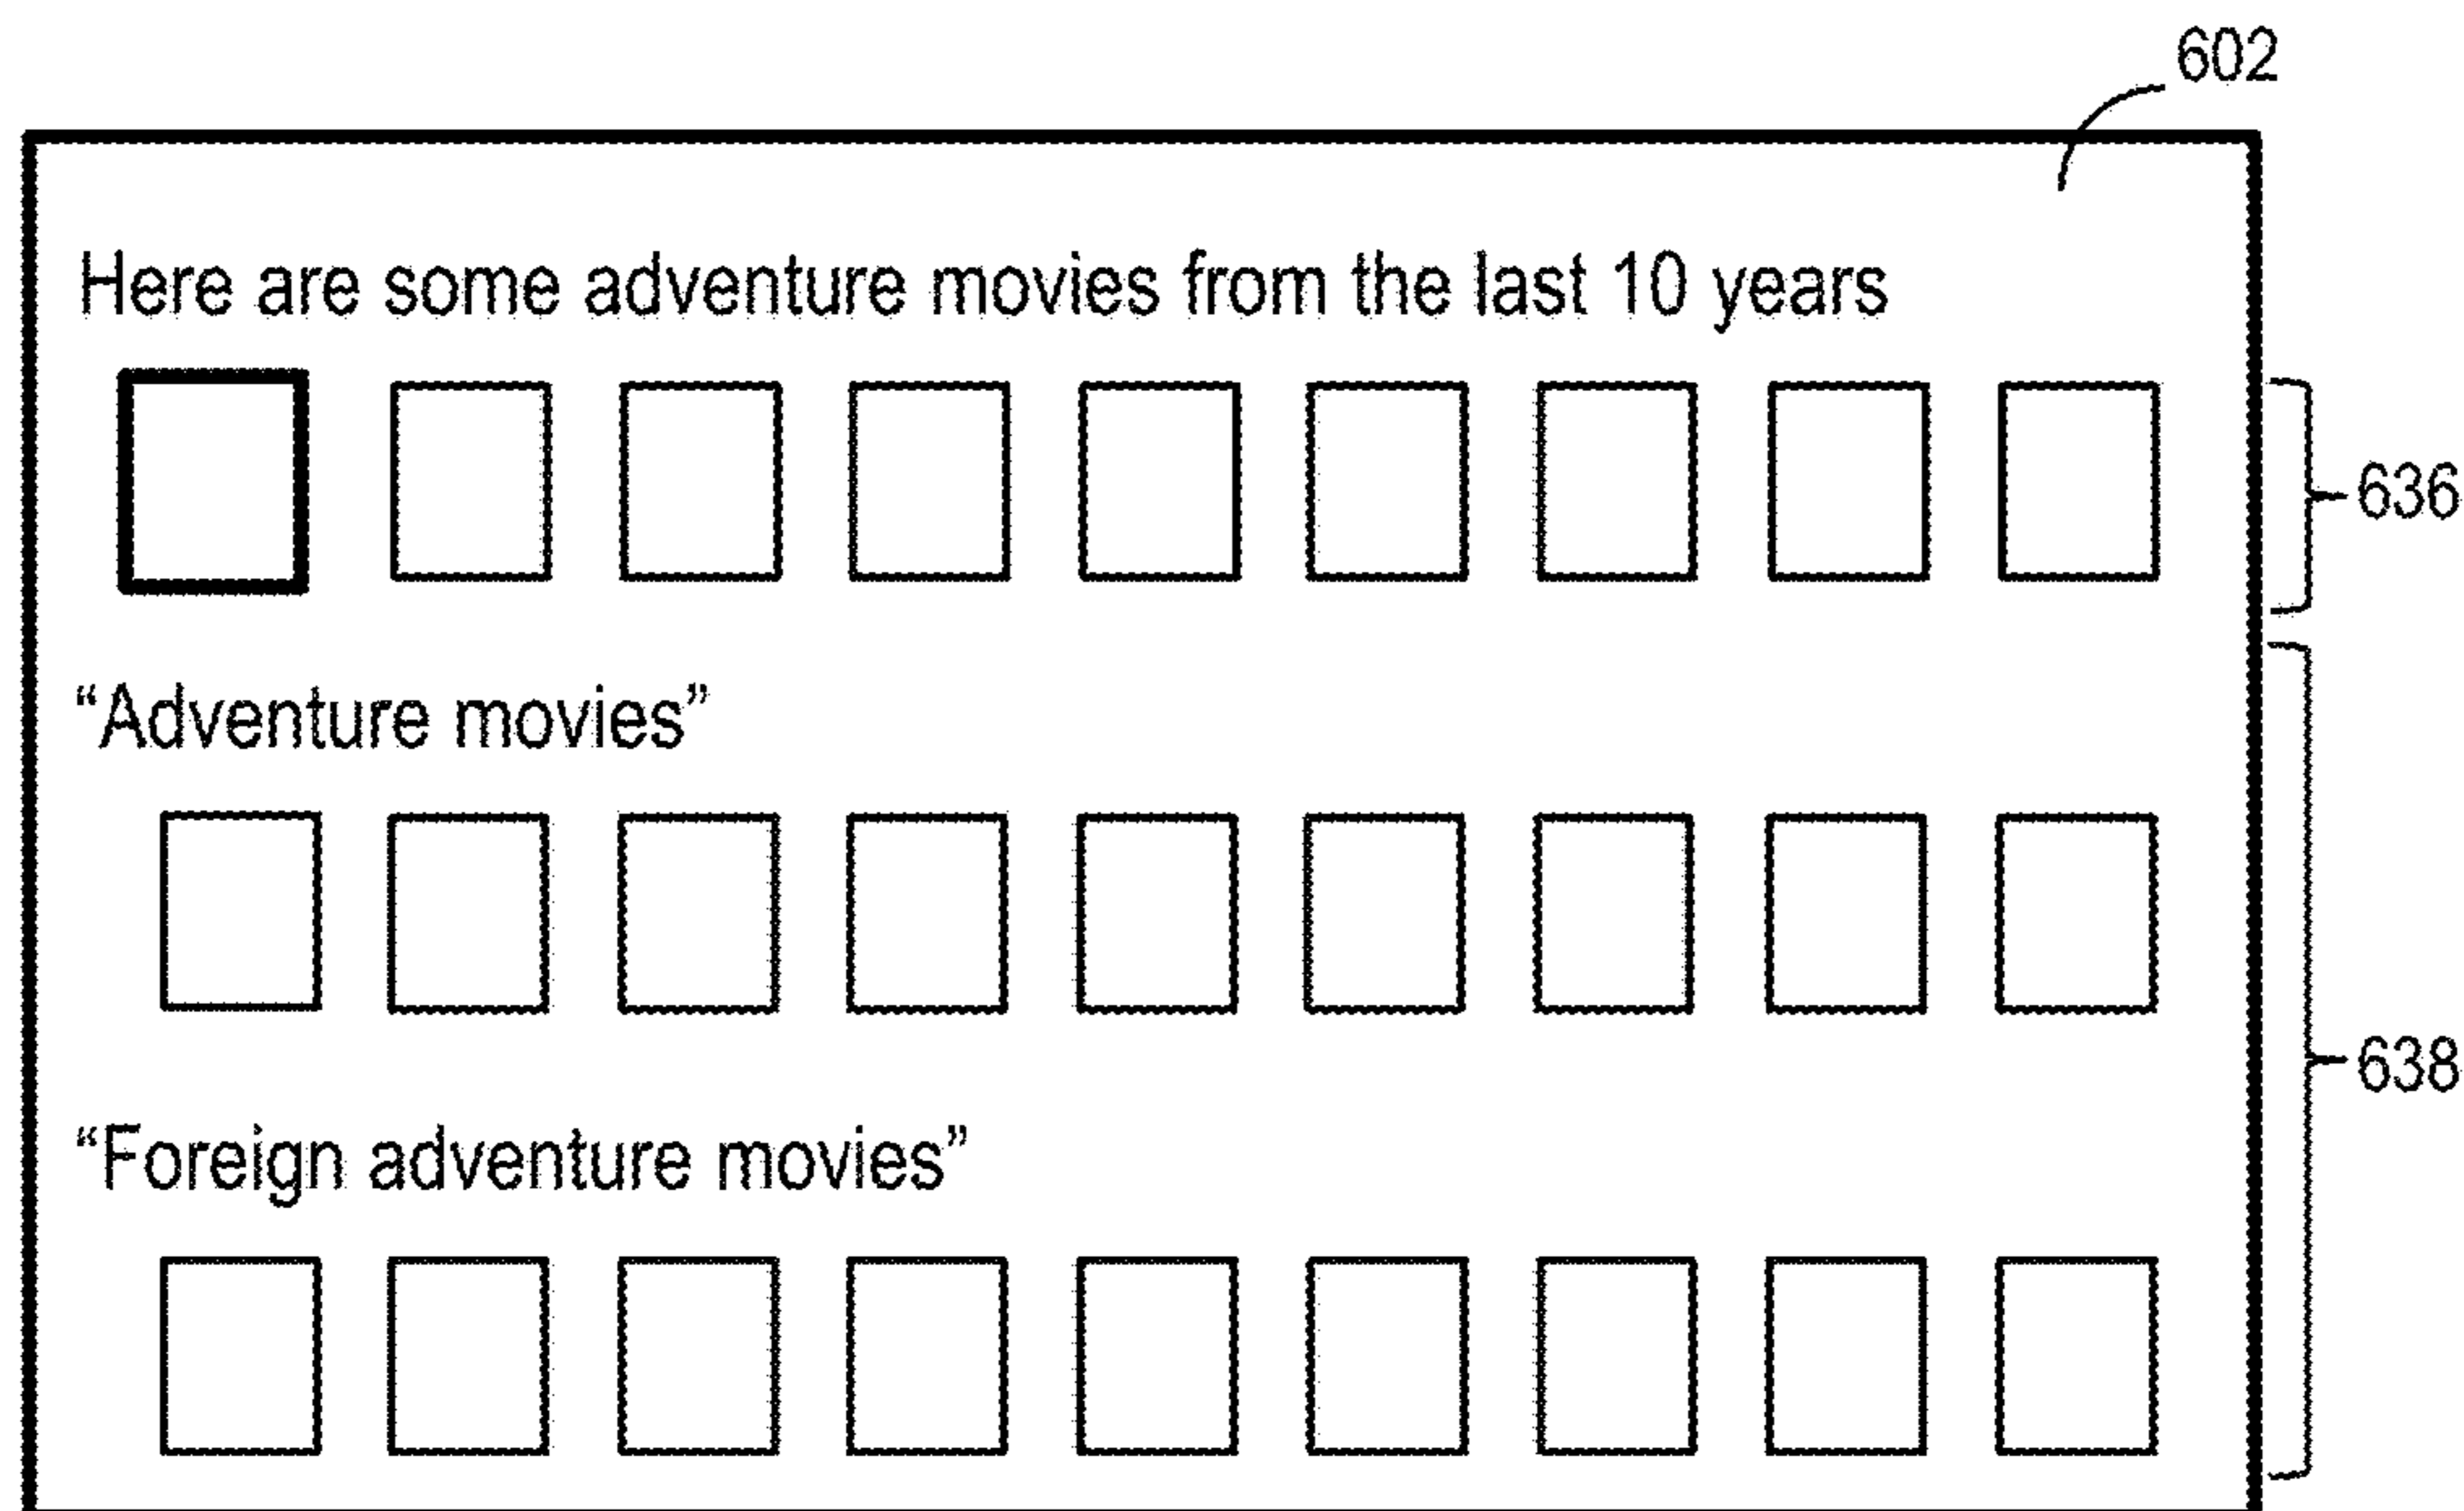 602
Here are some adventure movies from the last 10 years
636
“Adventure movies”
638
“Foreign adventure movies”